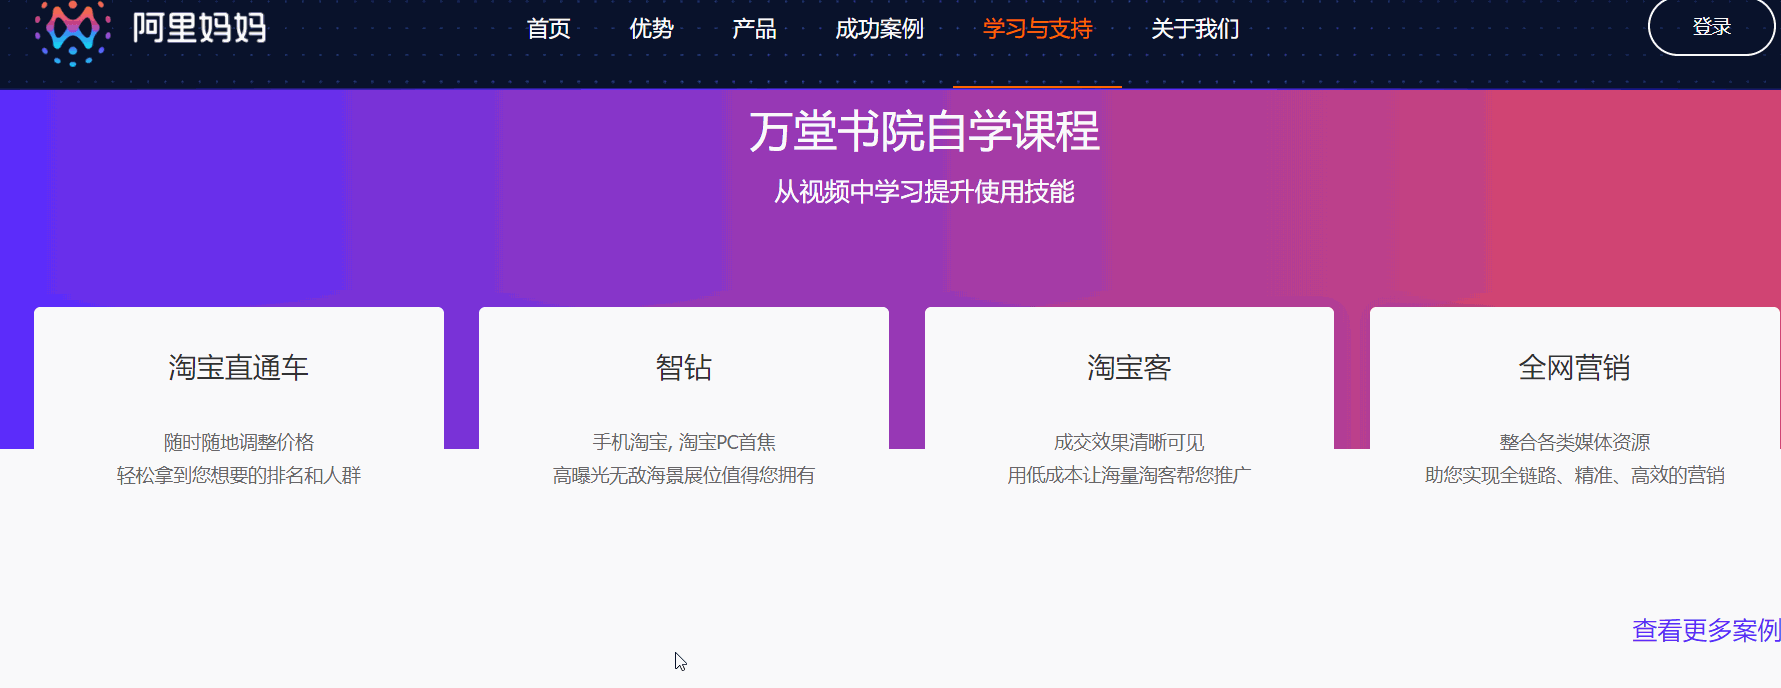 阿里妈妈
首页 优势 产品 成功案例 学习与支持 关于我们 登录
万堂书院自学课程
从视频中学习提升使用技能
淘宝直通车
随时随地调整价格
轻松拿到您想要的排名和人群
智钻
手机淘宝, 淘宝PC首焦
高曝光无敌海景展位值得您拥有
淘宝客
成交效果清晰可见
用低成本让海量淘客帮您推广
全网营销
整合各类媒体资源
助您实现全链路、精准、高效的营销
查看更多案例